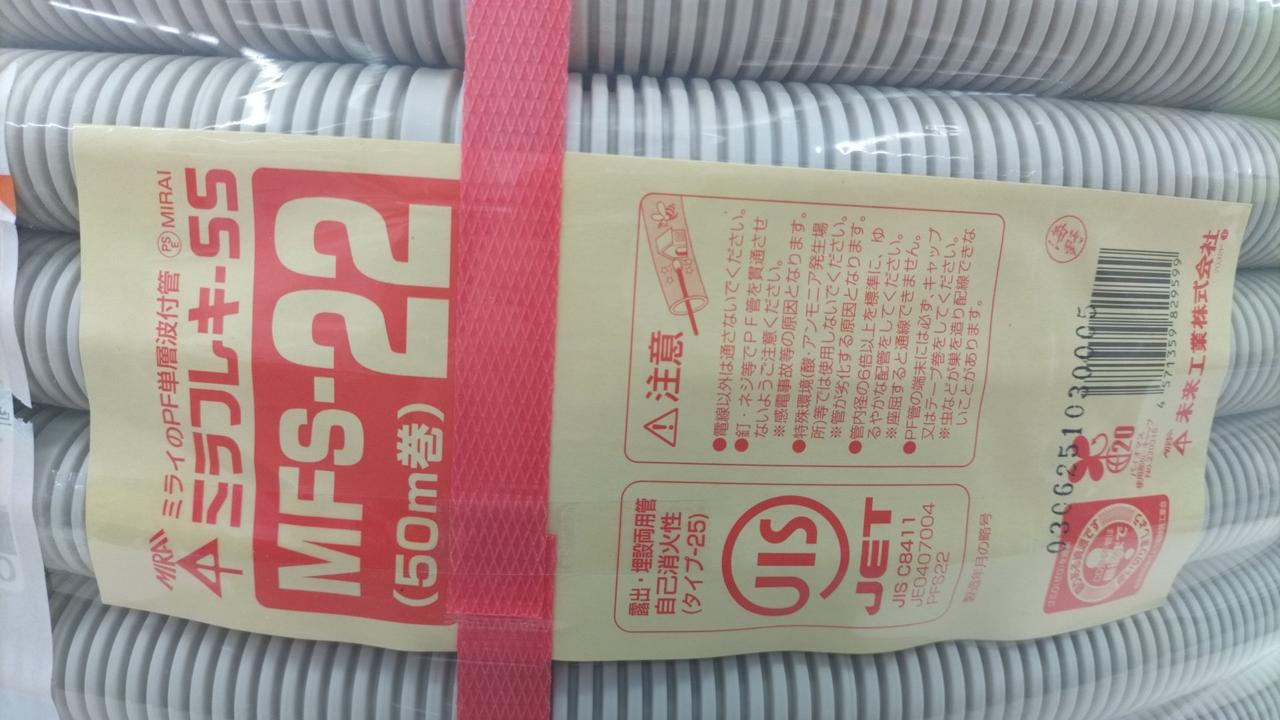 MIRAI
ミライのPF単層波付管 PSE MIRAI
ミラフレキ-SS
MFS-22
(50m巻)
注意
●電線以外は通さないでください。
●釘・ネジ等でPF管を貫通させ
ないようご注意ください。
※感電事故等の原因となります。
●特殊環境(酸・アンモニア発生場
所)等では使用しないでください。
※管が劣化する原因となります。
●管内径の6倍以上を標準に、ゆ
るやかな配管をしてください。
※座屈すると通線できません。
●PF管の端末には必ず、キャップ
又はテープ巻をしてください。
※虫などが巣を造り配線できな
いことがあります。
露出・埋設両用管
自己消火性
(タイプ-25)
JIS
JET
JIS C8411
JE0407004
PFS22
製造年月の略号
0306251030005
4 571359 829599
20
MIRAI
未来工業株式会社